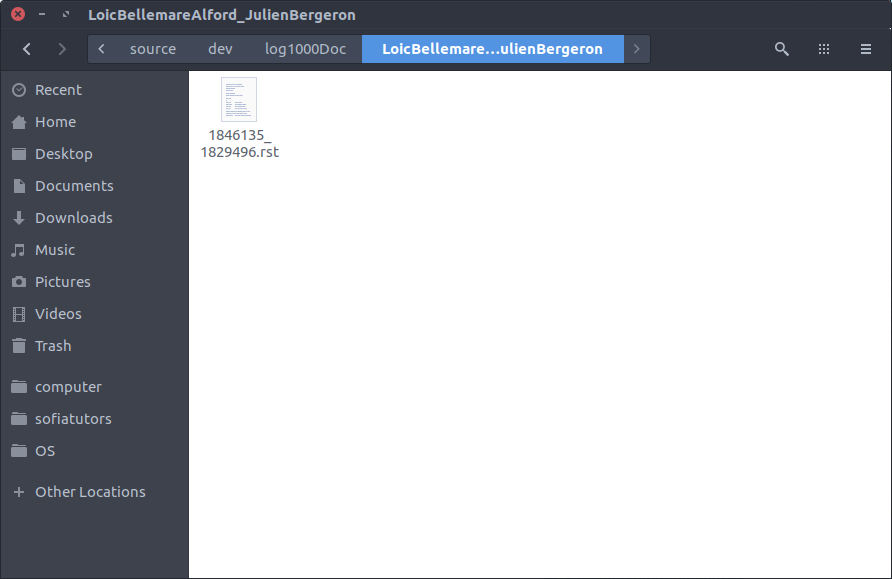 LoicBellemareAlford_JulienBergeron
source dev log1000Doc LoicBellemare...ulienBergeron
Recent
Home
Desktop
Documents
Downloads
Music
Pictures
Videos
Trash
computer
sofiatutors
OS
Other Locations
1846135_
1829496.rst